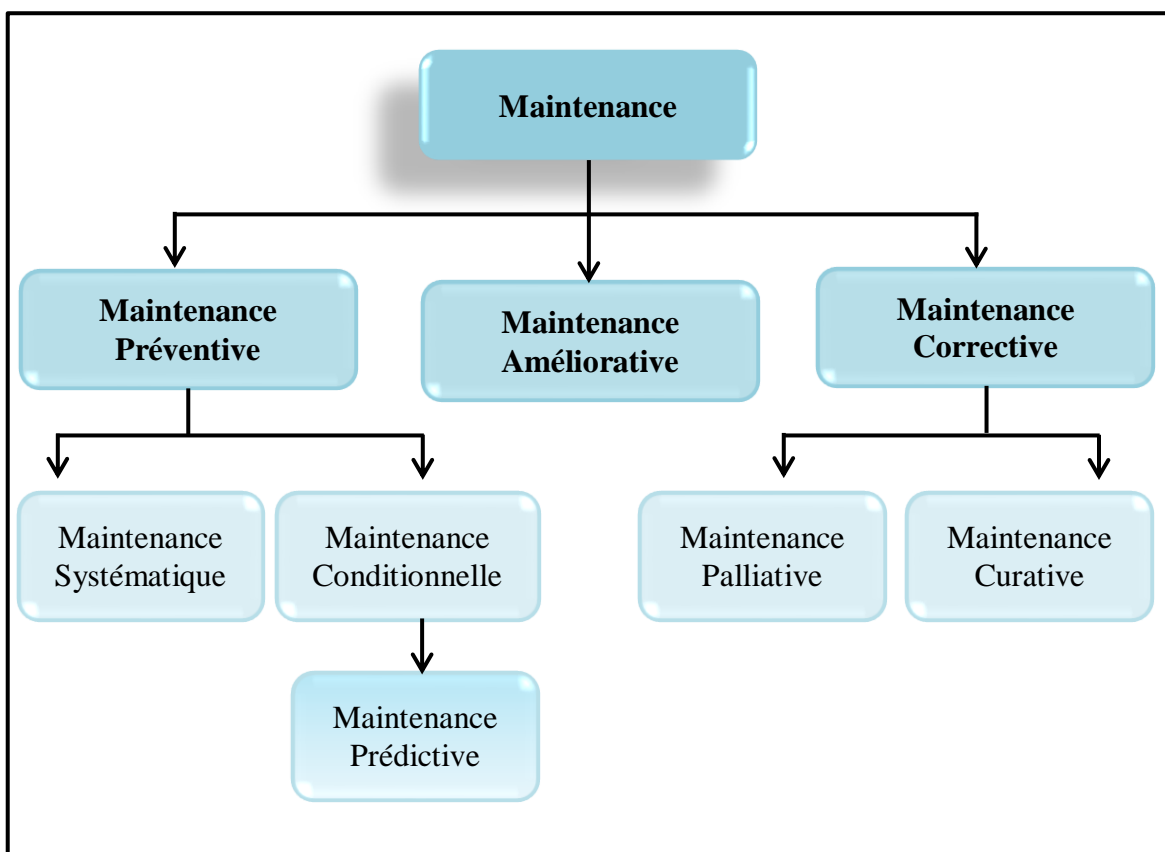 Maintenance
Maintenance
Préventive
Maintenance
Améliorative
Maintenance
Corrective
Maintenance
Systématique
Maintenance
Conditionnelle
Maintenance
Palliative
Maintenance
Curative
Maintenance
Prédictive